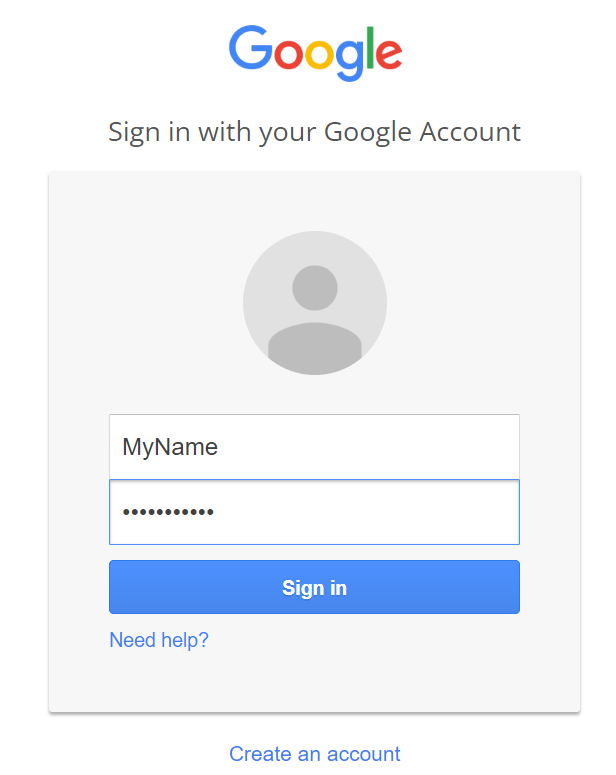 Google
Sign in with your Google Account
MyName
•••••••••••
Sign in
Need help?
Create an account